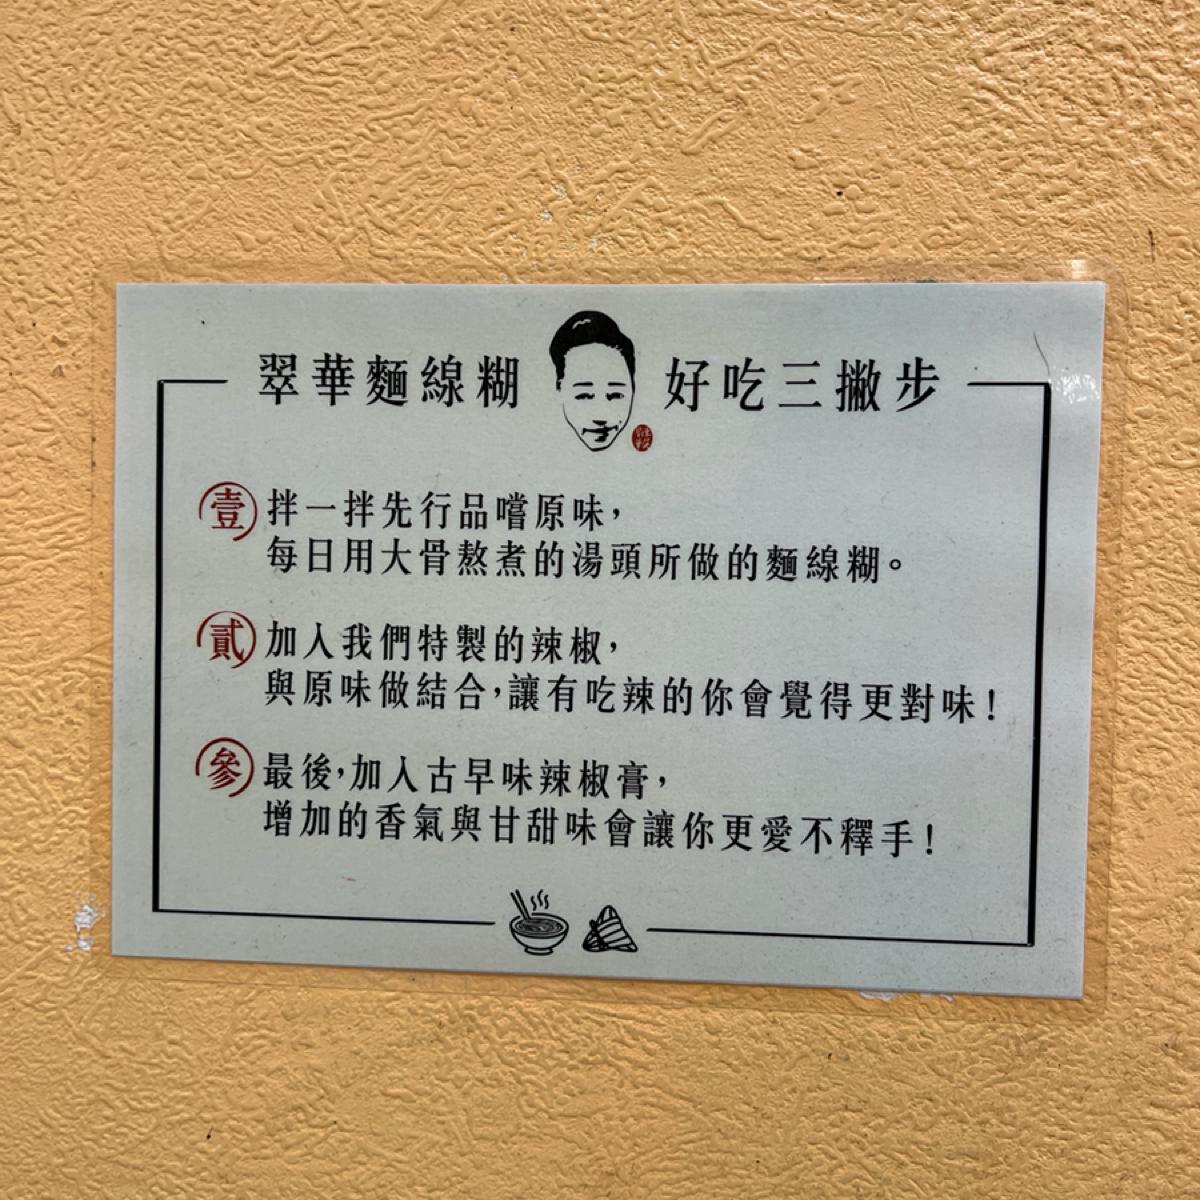 翠華麵線糊 好吃三撇步
壹 拌一拌先行品嚐原味，
每日用大骨熬煮的湯頭所做的麵線糊。
貳 加入我們特製的辣椒，
與原味做結合，讓有吃辣的你會覺得更對味！
參 最後，加入古早味辣椒膏，
增加的香氣與甘甜味會讓你更愛不釋手！